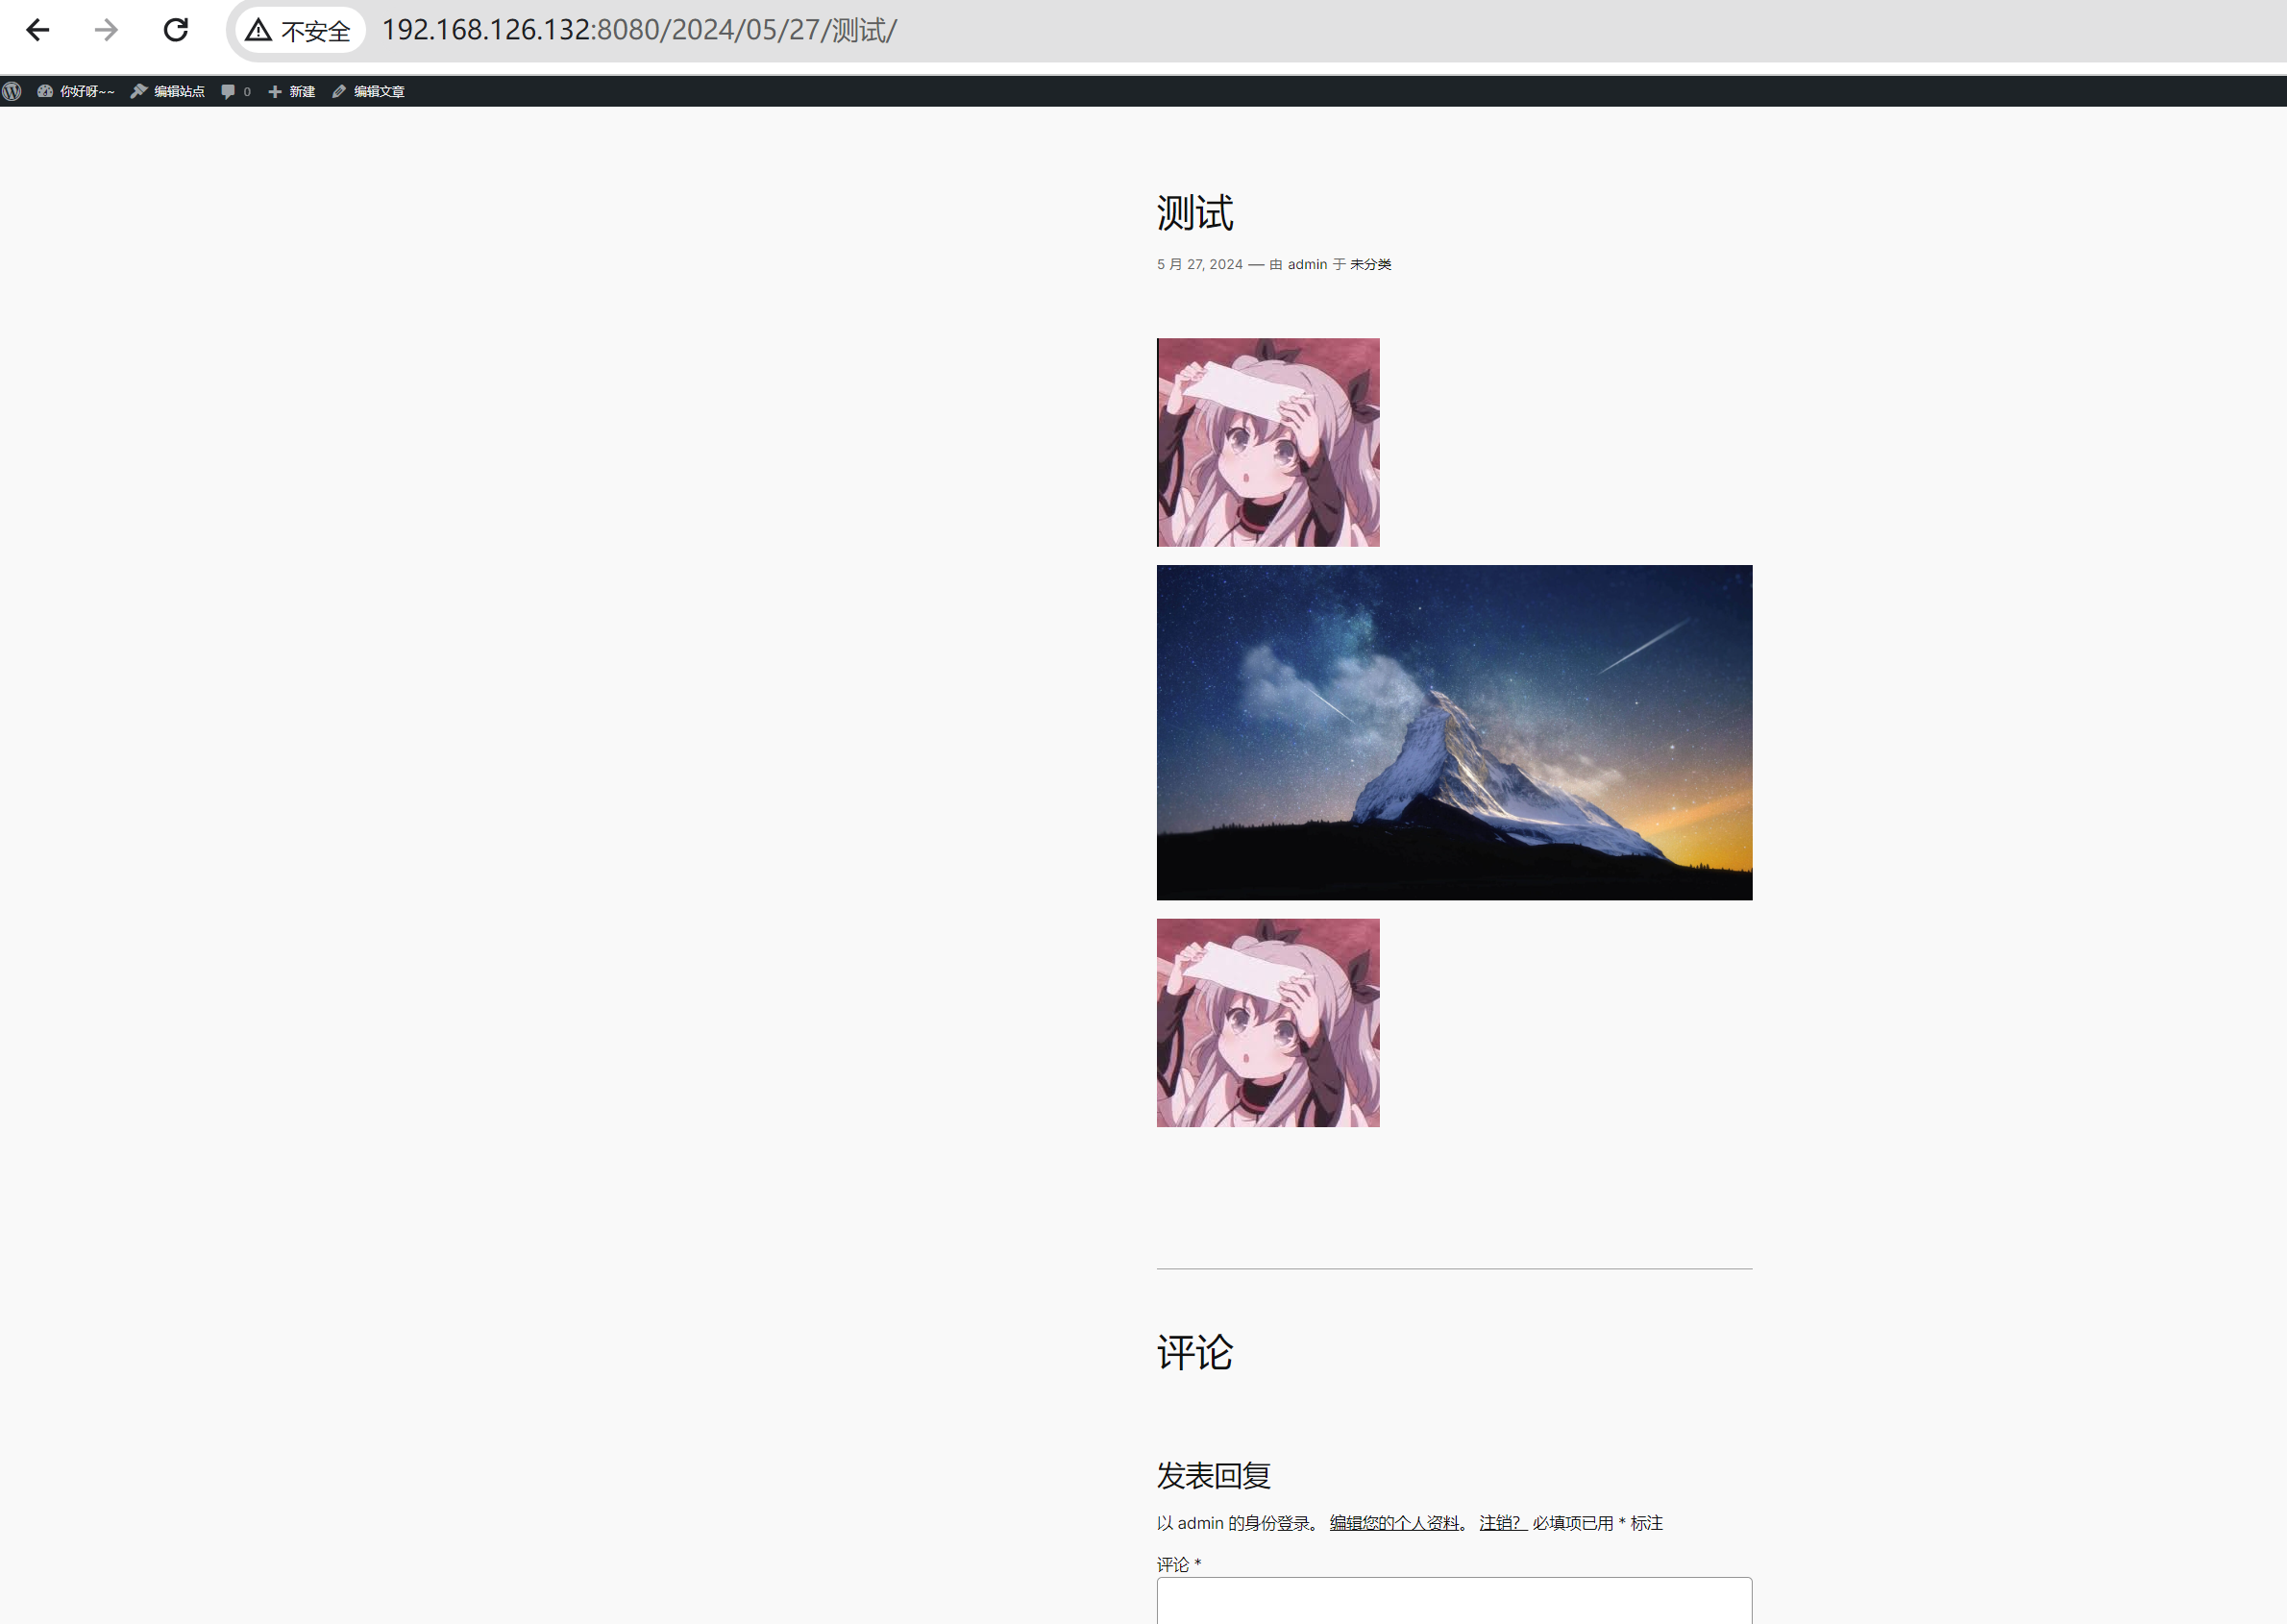 不安全 192.168.126.132:8080/2024/05/27/测试/
你好呀~~ 编辑站点 0 新建 编辑文章
测试
5 月 27, 2024 — 由 admin 于 未分类
评论
发表回复
以 admin 的身份登录。 编辑您的个人资料。 注销？ 必填项已用 * 标注
评论 *